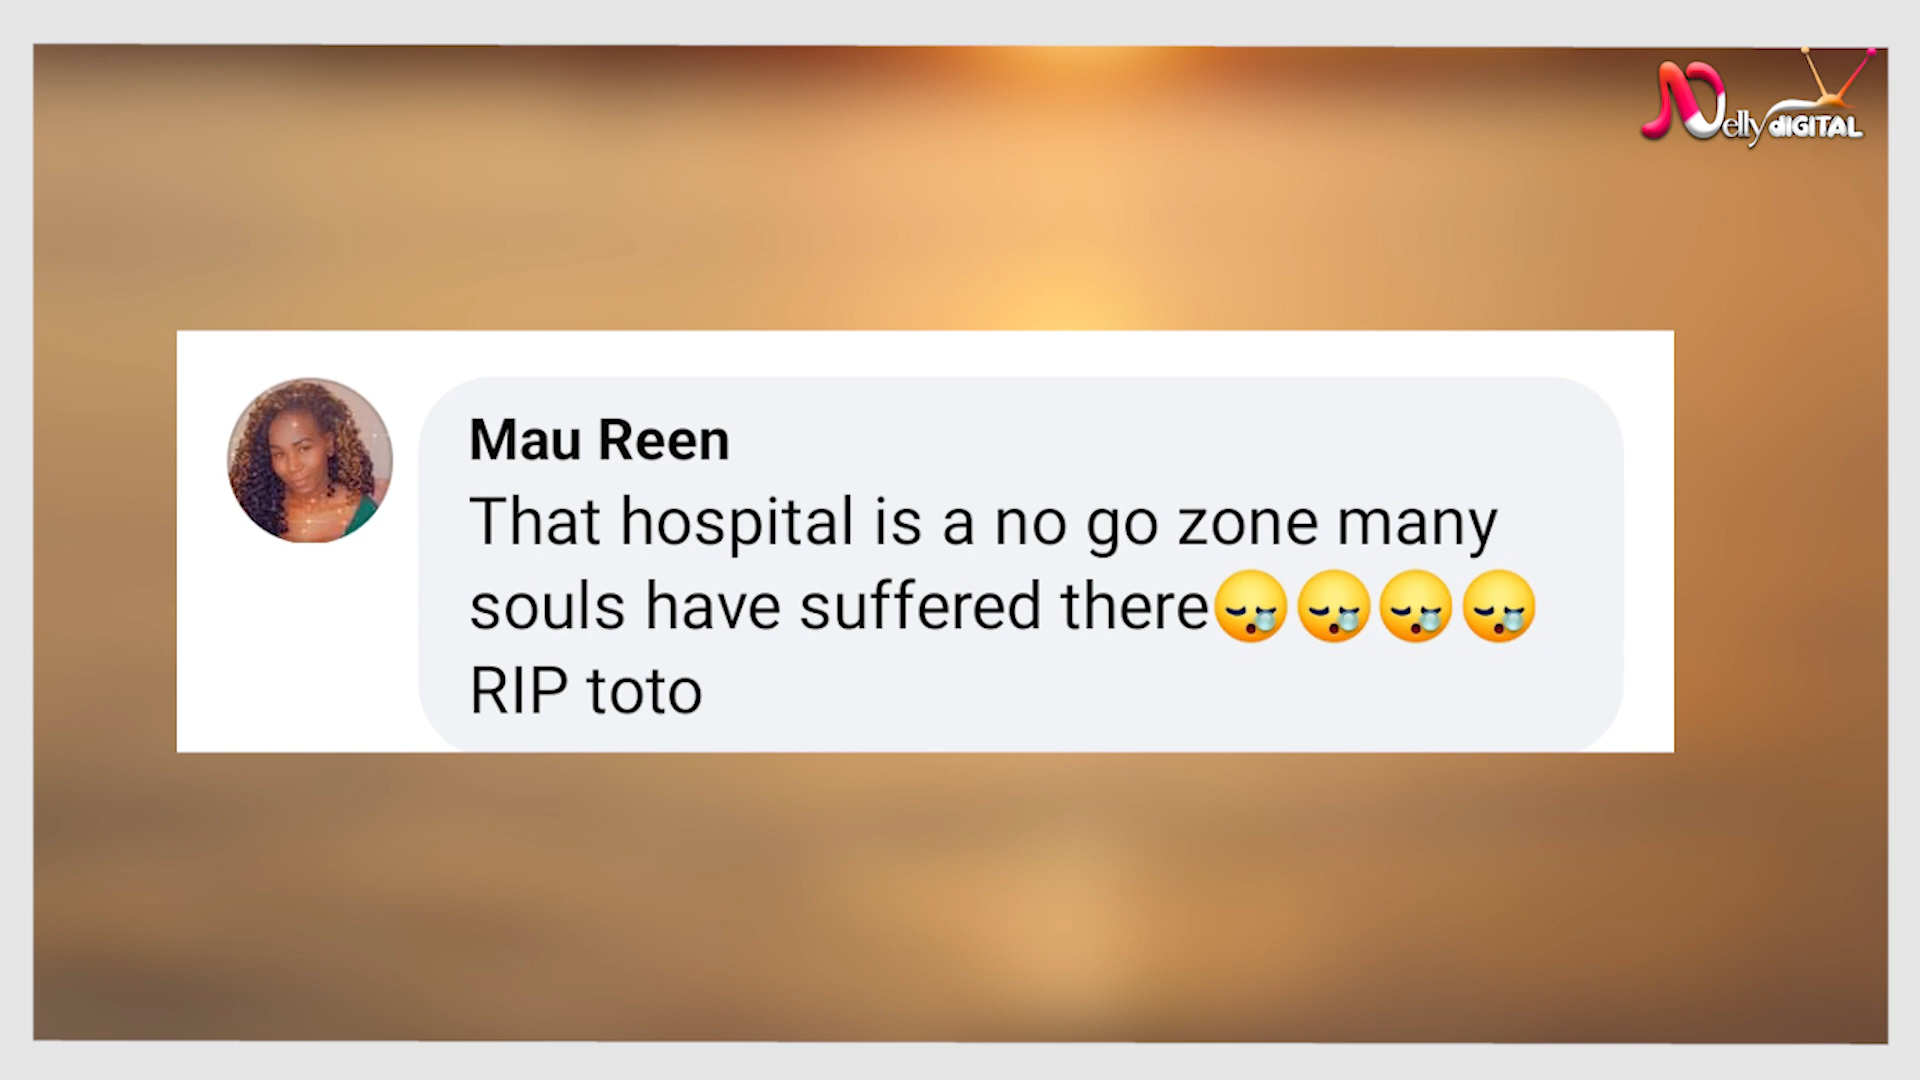 Nelly diGITAL
Mau Reen
That hospital is a no go zone many
souls have suffered there😪😪😪😪
RIP toto